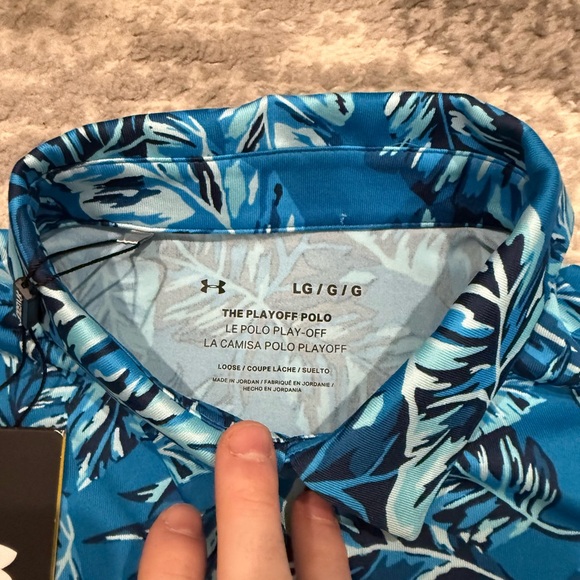 LG / G / G
THE PLAYOFF POLO
LE POLO PLAY-OFF
LA CAMISA POLO PLAYOFF
LOOSE / COUPE LÂCHE / SUELTO
MADE IN JORDAN / FABRIQUÉ EN JORDANIE /
HECHO EN JORDANIA